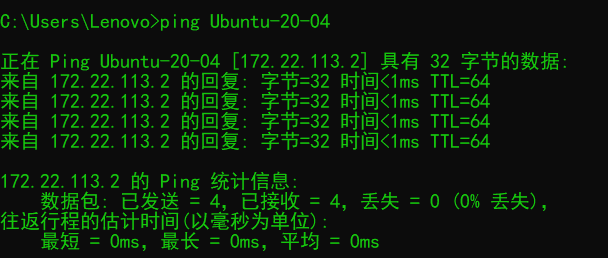 C:\Users\Lenovo>ping Ubuntu-20-04
正在 Ping Ubuntu-20-04 [172.22.113.2] 具有 32 字节的数据:
来自 172.22.113.2 的回复: 字节=32 时间<1ms TTL=64
来自 172.22.113.2 的回复: 字节=32 时间<1ms TTL=64
来自 172.22.113.2 的回复: 字节=32 时间<1ms TTL=64
来自 172.22.113.2 的回复: 字节=32 时间<1ms TTL=64
172.22.113.2 的 Ping 统计信息:
数据包: 已发送 = 4，已接收 = 4，丢失 = 0 (0% 丢失)，
往返行程的估计时间(以毫秒为单位):
最短 = 0ms，最长 = 0ms，平均 = 0ms